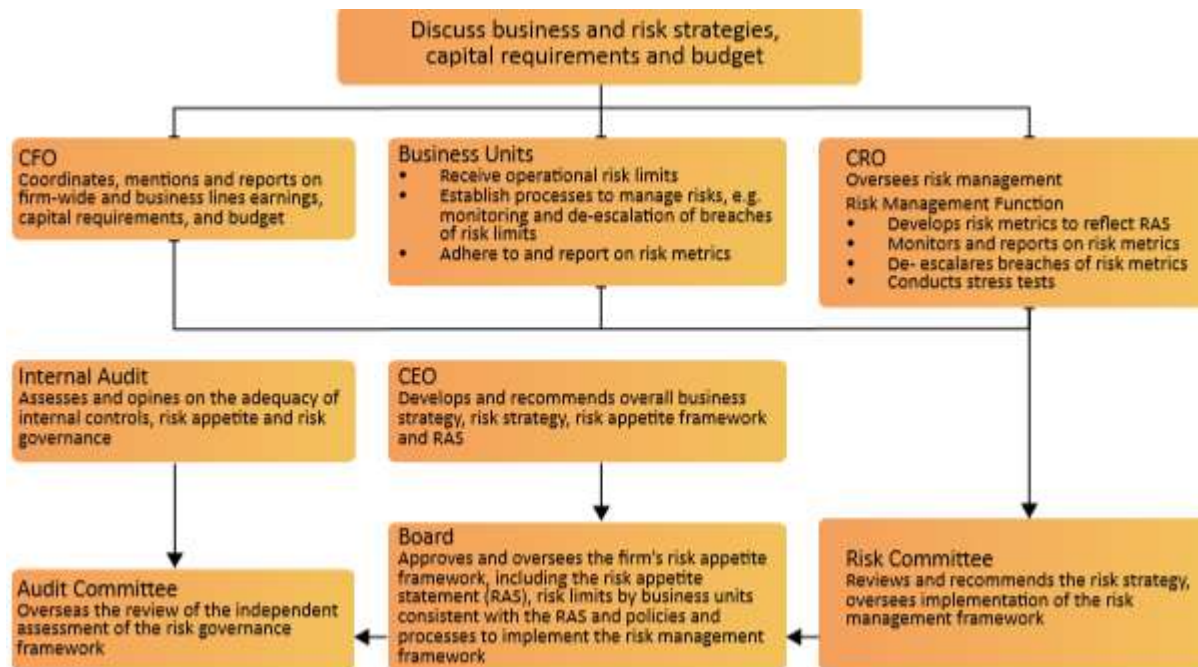 Discuss business and risk strategies,
capital requirements and budget
CFO
Coordinates, mentions and reports on
firm-wide and business lines earnings,
capital requirements, and budget
Business Units
• Receive operational risk limits
• Establish processes to manage risks, e.g.
monitoring and de-escalation of breaches
of risk limits
• Adhere to and report on risk metrics
CRO
Oversees risk management
Risk Management Function
• Develops risk metrics to reflect RAS
• Monitors and reports on risk metrics
• De- escalares breaches of risk metrics
• Conducts stress tests
Internal Audit
Assesses and opines on the adequacy of
internal controls, risk appetite and risk
governance
CEO
Develops and recommends overall business
strategy, risk strategy, risk appetite framework
and RAS
Audit Committee
Overseas the review of the independent
assessment of the risk governance
framework
Board
Approves and oversees the firm's risk appetite
framework, including the risk appetite
statement (RAS), risk limits by business units
consistent with the RAS and policies and
processes to implement the risk management
framework
Risk Committee
Reviews and recommends the risk strategy,
oversees implementation of the risk
management framework